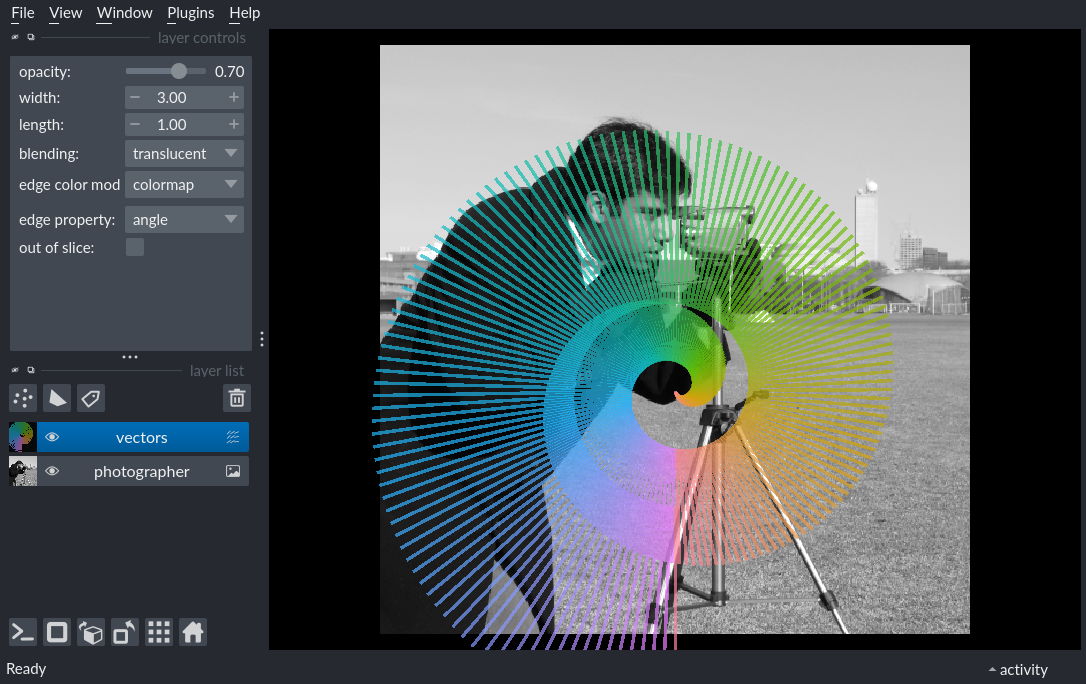 File View Window Plugins Help
layer controls
opacity: 0.70
width: 3.00
length: 1.00
blending: translucent
edge color mod colormap
edge property: angle
out of slice:
layer list
vectors
photographer
Ready
activity